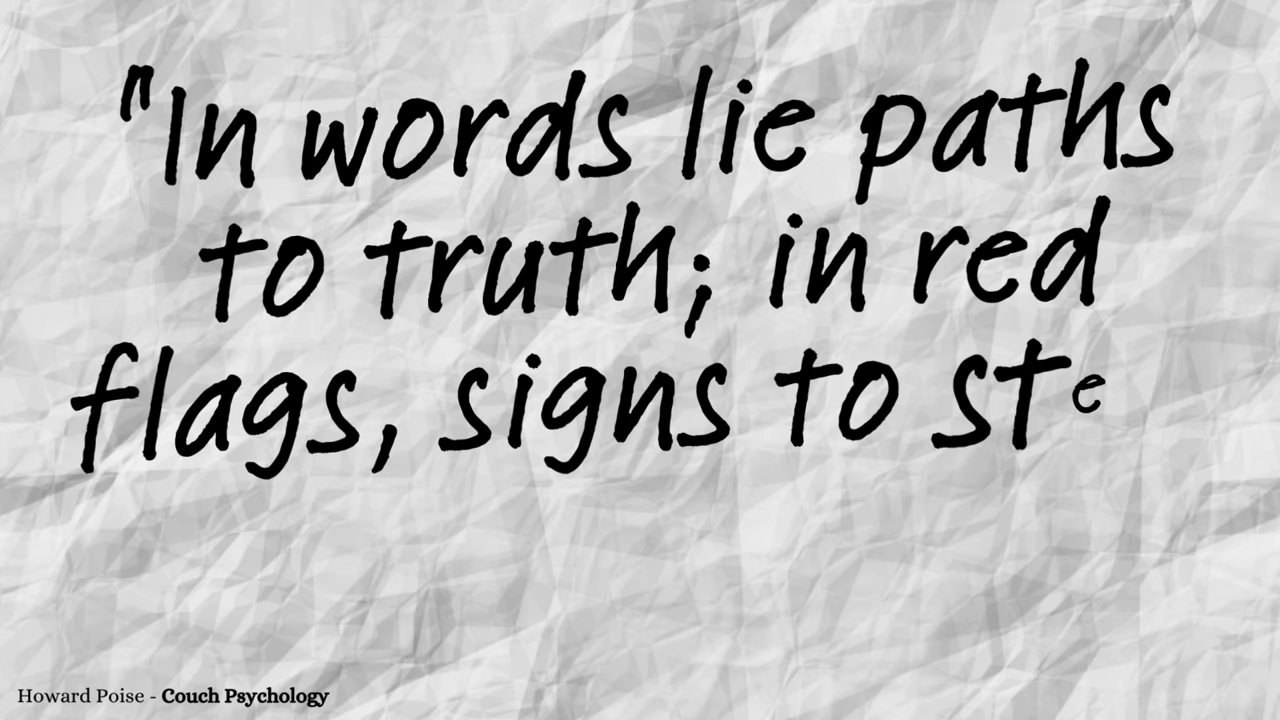 "In words lie paths
to truth; in red
flags, signs to ste
Howard Poise - Couch Psychology